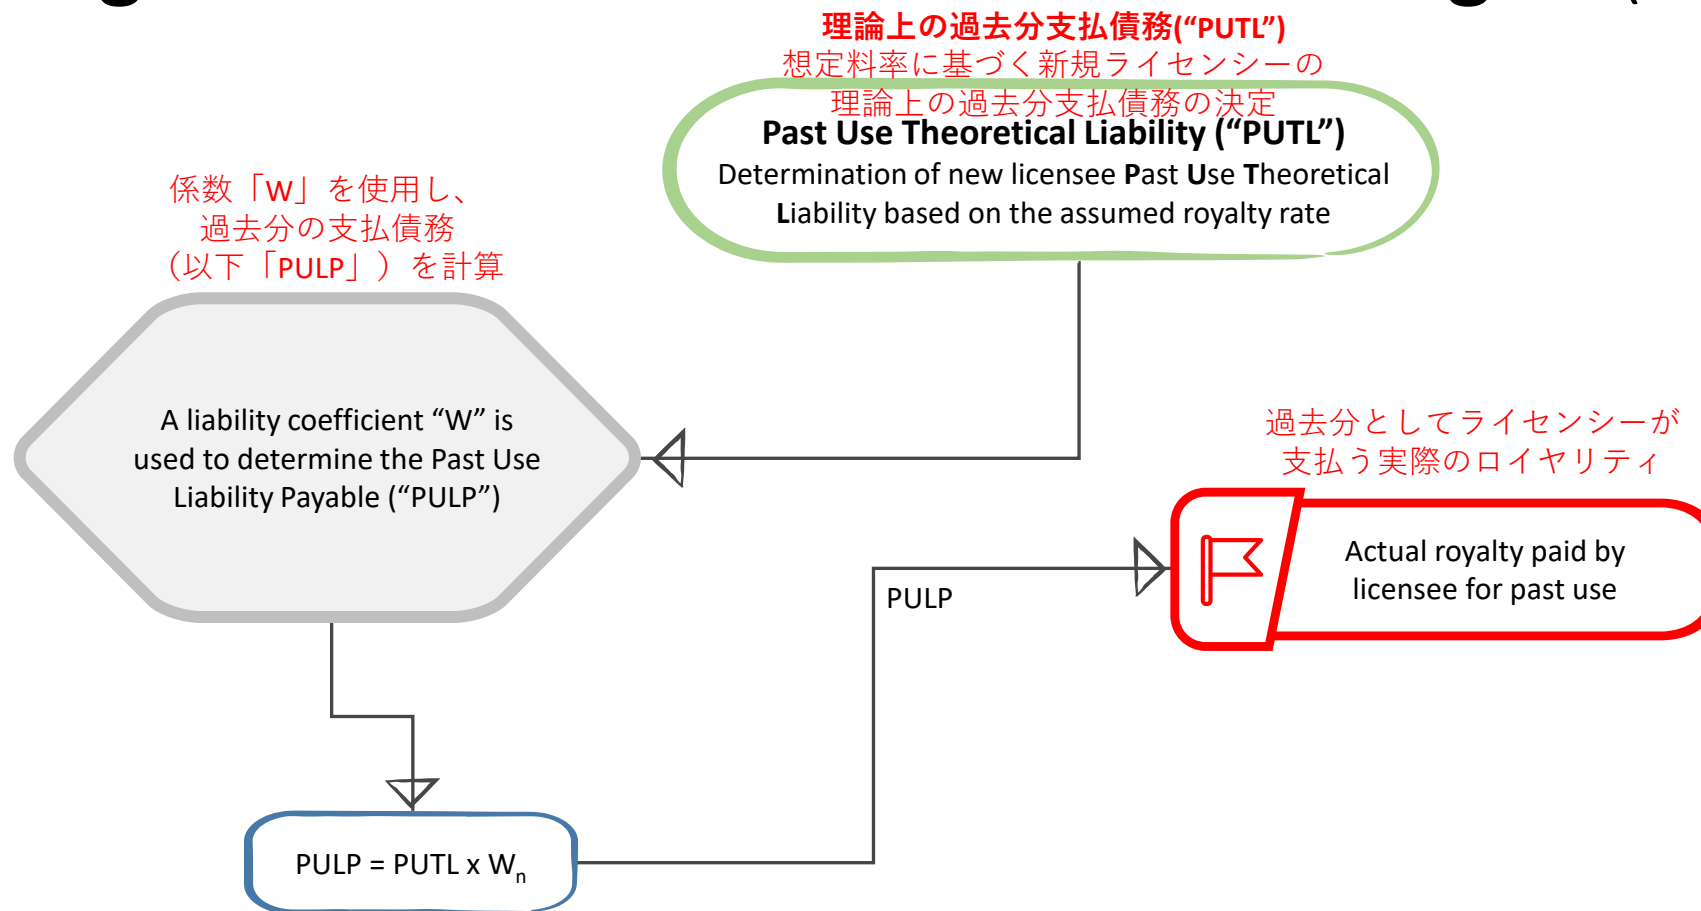 理論上の過去分支払債務(“PUTL”)
想定料率に基づく新規ライセンシーの
理論上の過去分支払債務の決定
Past Use Theoretical Liability (“PUTL”)
Determination of new licensee Past Use Theoretical
Liability based on the assumed royalty rate
係数「W」を使用し、
過去分の支払債務
（以下「PULP」）を計算
A liability coefficient “W” is
used to determine the Past Use
Liability Payable (“PULP”)
過去分としてライセンシーが
支払う実際のロイヤリティ
Actual royalty paid by
licensee for past use
PULP
PULP = PUTL x Wn